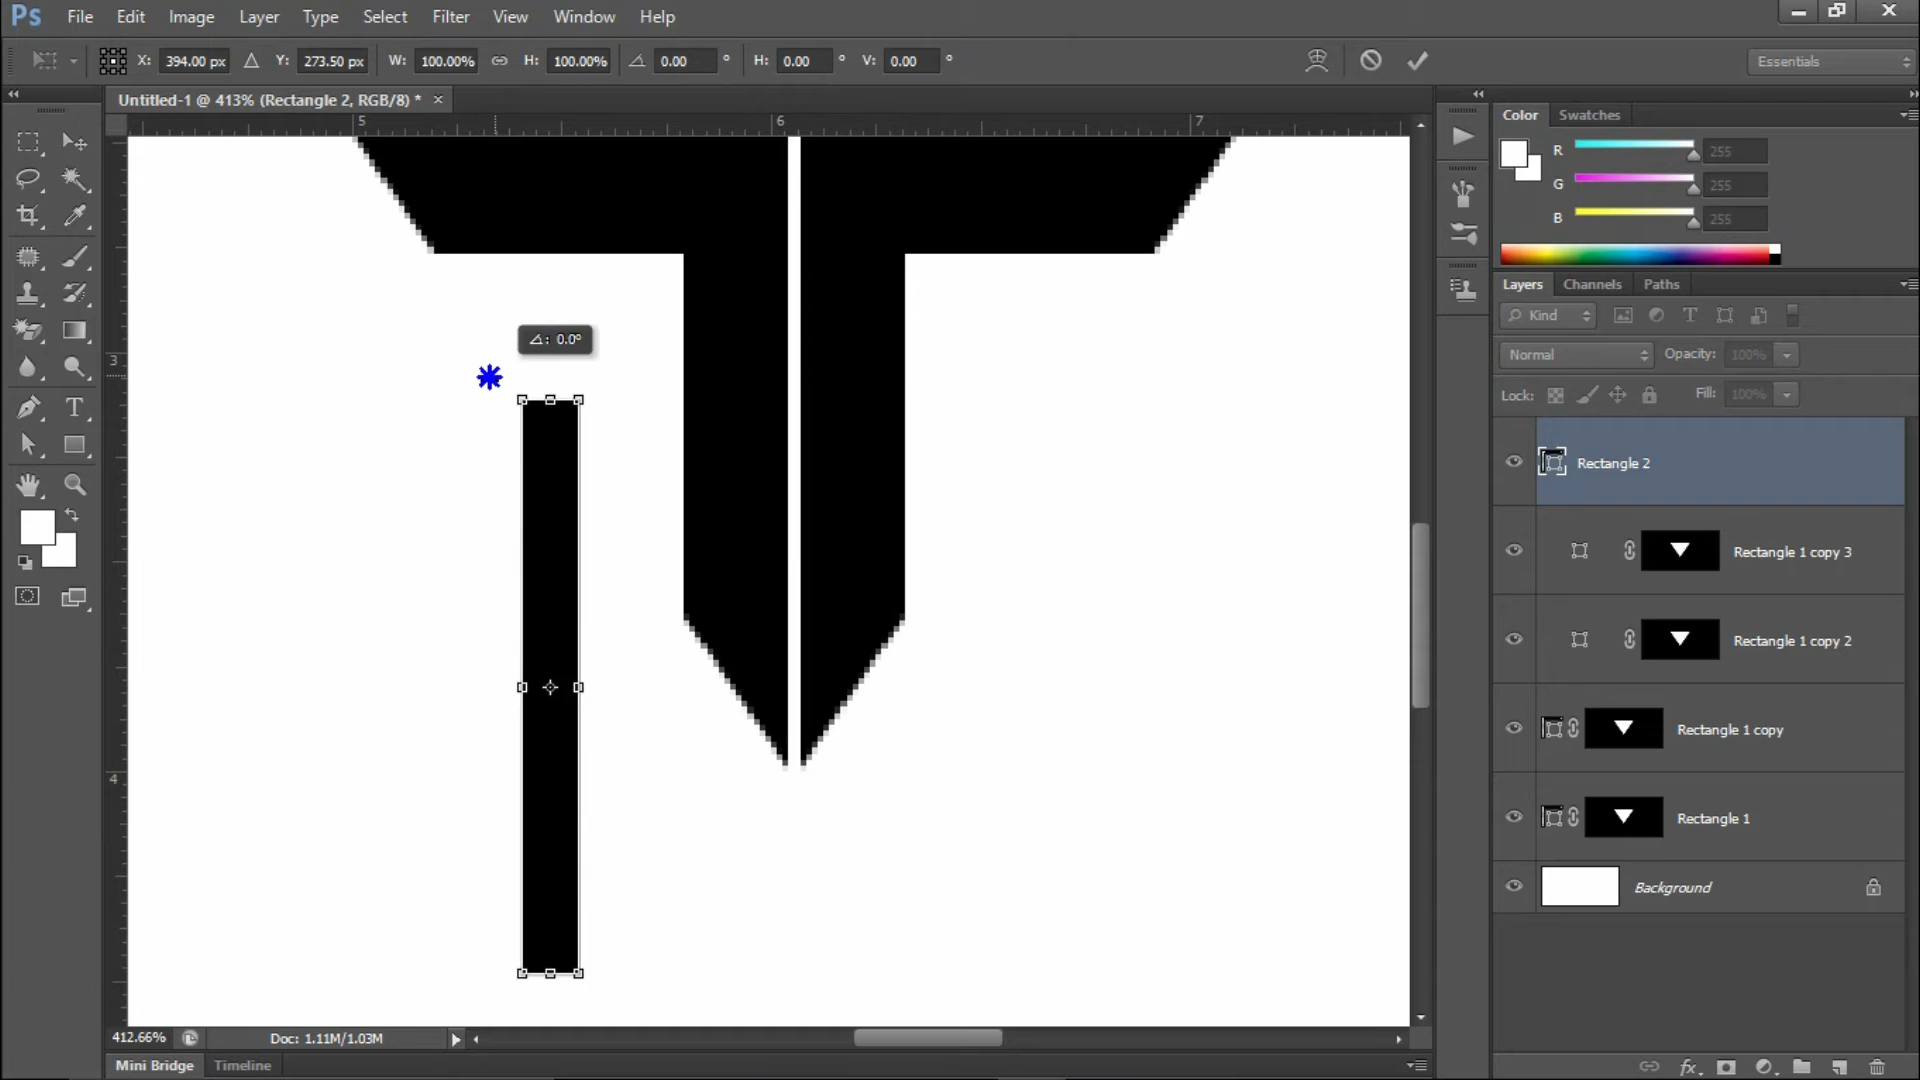 Ps File Edit Image Layer Type Select Filter View Window Help
X: 394.00 px Y: 273.50 px W: 100.00% H: 100.00% 0.00 ° H: 0.00 ° V: 0.00 ° Essentials
Untitled-1 @ 413% (Rectangle 2, RGB/8) * ×
Color Swatches
5 6 7
R 255
G 255
B 255
Layers Channels Paths
Kind
∡: 0.0°
Normal Opacity: 100%
3
Lock: Fill: 100%
T
Rectangle 2
Rectangle 1 copy 3
Rectangle 1 copy 2
Rectangle 1 copy
4
Rectangle 1
Background
412.66% Doc: 1.11M/1.03M
Mini Bridge Timeline
fx